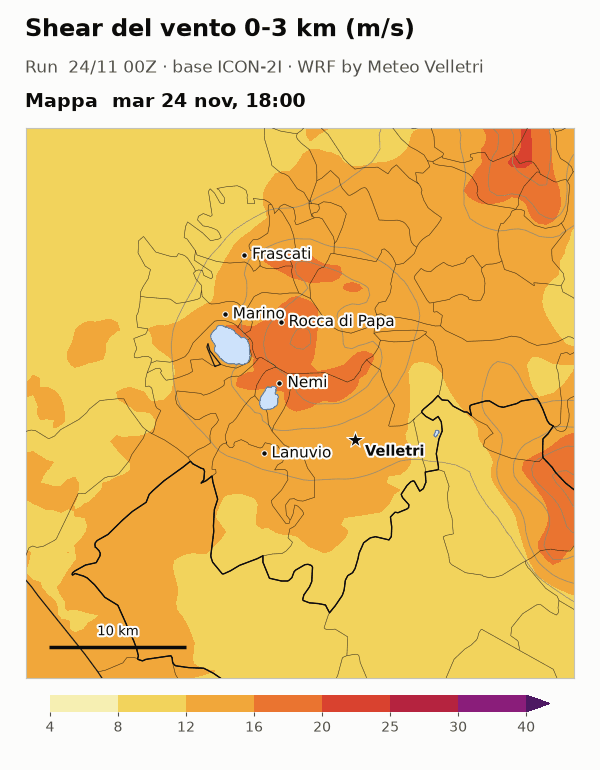 Shear del vento 0-3 km (m/s)
Run  24/11 00Z · base ICON-2I · WRF by Meteo Velletri
Mappa  mar 24 nov, 18:00
Frascati
Marino
Rocca di Papa
Nemi
Velletri
Lanuvio
10 km
4 8 12 16 20 25 30 40